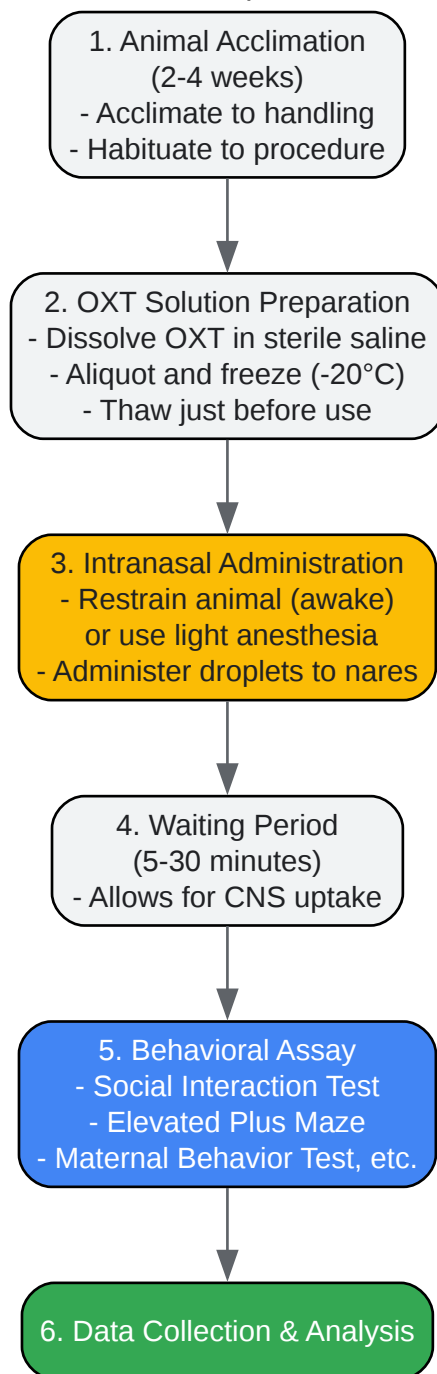 1. Animal Acclimation
(2-4 weeks)
- Acclimate to handling
- Habituate to procedure
2. OXT Solution Preparation
- Dissolve OXT in sterile saline
- Aliquot and freeze (-20°C)
- Thaw just before use
3. Intranasal Administration
- Restrain animal (awake)
or use light anesthesia
- Administer droplets to nares
4. Waiting Period
(5-30 minutes)
- Allows for CNS uptake
5. Behavioral Assay
- Social Interaction Test
- Elevated Plus Maze
- Maternal Behavior Test, etc.
6. Data Collection & Analysis